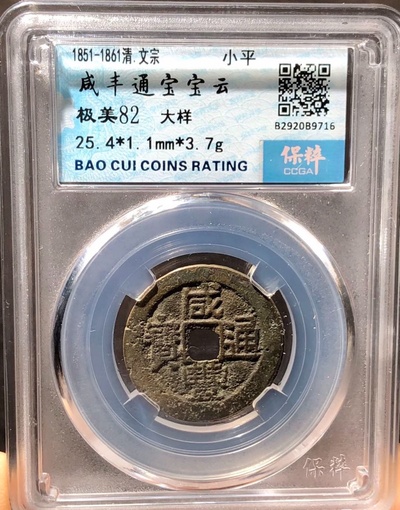 1851-1861清.文宗 小平
咸丰通宝宝云
极美82 大样
25.4*1.1mm*3.7g
BAO CUI COINS RATING
B2920B9716
保粹
CCGA
咸豐通寶
保粹